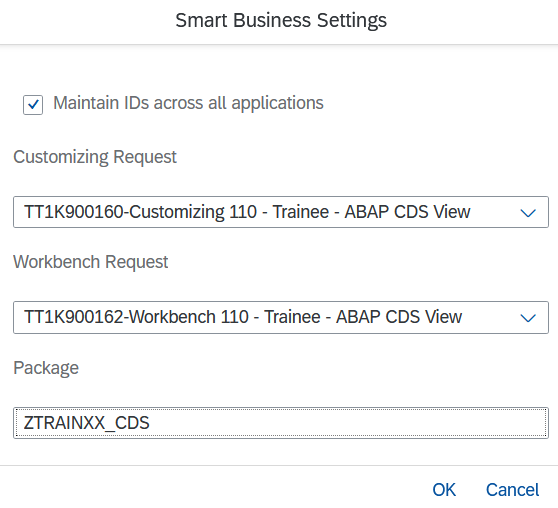 Smart Business Settings
Maintain IDs across all applications
Customizing Request
TT1K900160-Customizing 110 - Trainee - ABAP CDS View
Workbench Request
TT1K900162-Workbench 110 - Trainee - ABAP CDS View
Package
ZTRAINXX_CDS
OK Cancel